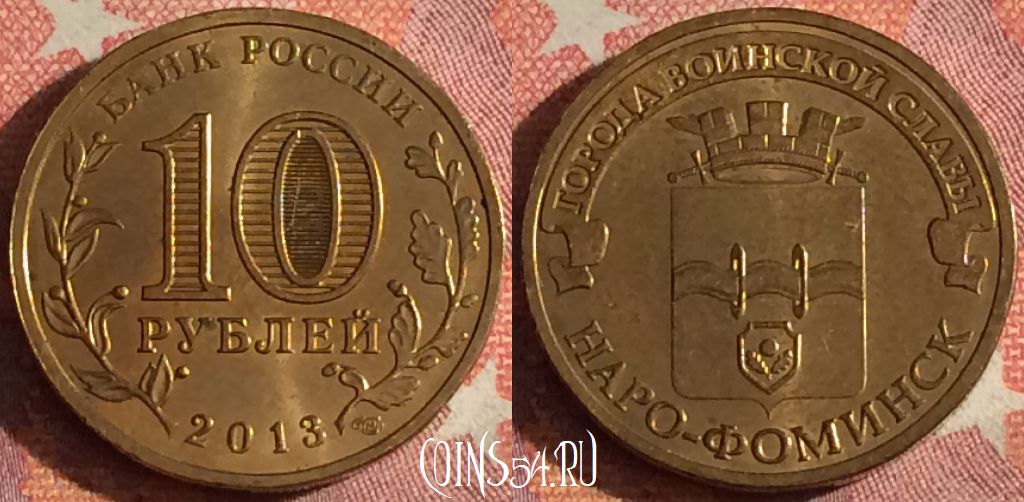 БАНК РОССИИ
10
РУБЛЕЙ
2013
ГОРОДА ВОИНСКОЙ СЛАВЫ
НАРО-ФОМИНСК
COINS54.RU